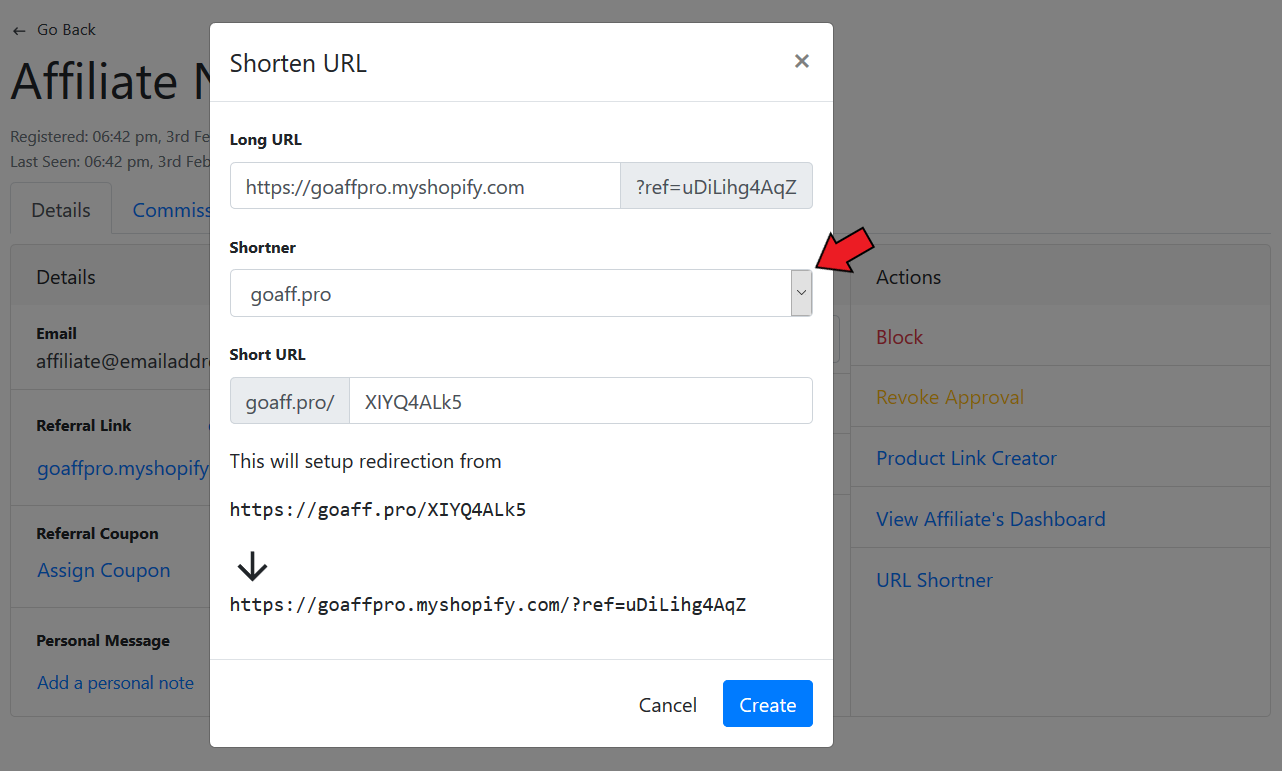 ← Go Back
Affiliate
Registered: 06:42 pm, 3rd Fe
Last Seen: 06:42 pm, 3rd Feb
Details
Commiss
Details
Email
affiliate@emailaddr
Referral Link
goaffpro.myshopify
Referral Coupon
Assign Coupon
Personal Message
Add a personal note
Shorten URL
×
Long URL
https://goaffpro.myshopify.com ?ref=uDiLihg4AqZ
Shortner
goaff.pro
Short URL
goaff.pro/ XIYQ4ALk5
This will setup redirection from
https://goaff.pro/XIYQ4ALk5
↓
https://goaffpro.myshopify.com/?ref=uDiLihg4AqZ
Cancel Create
Actions
Block
Revoke Approval
Product Link Creator
View Affiliate's Dashboard
URL Shortner